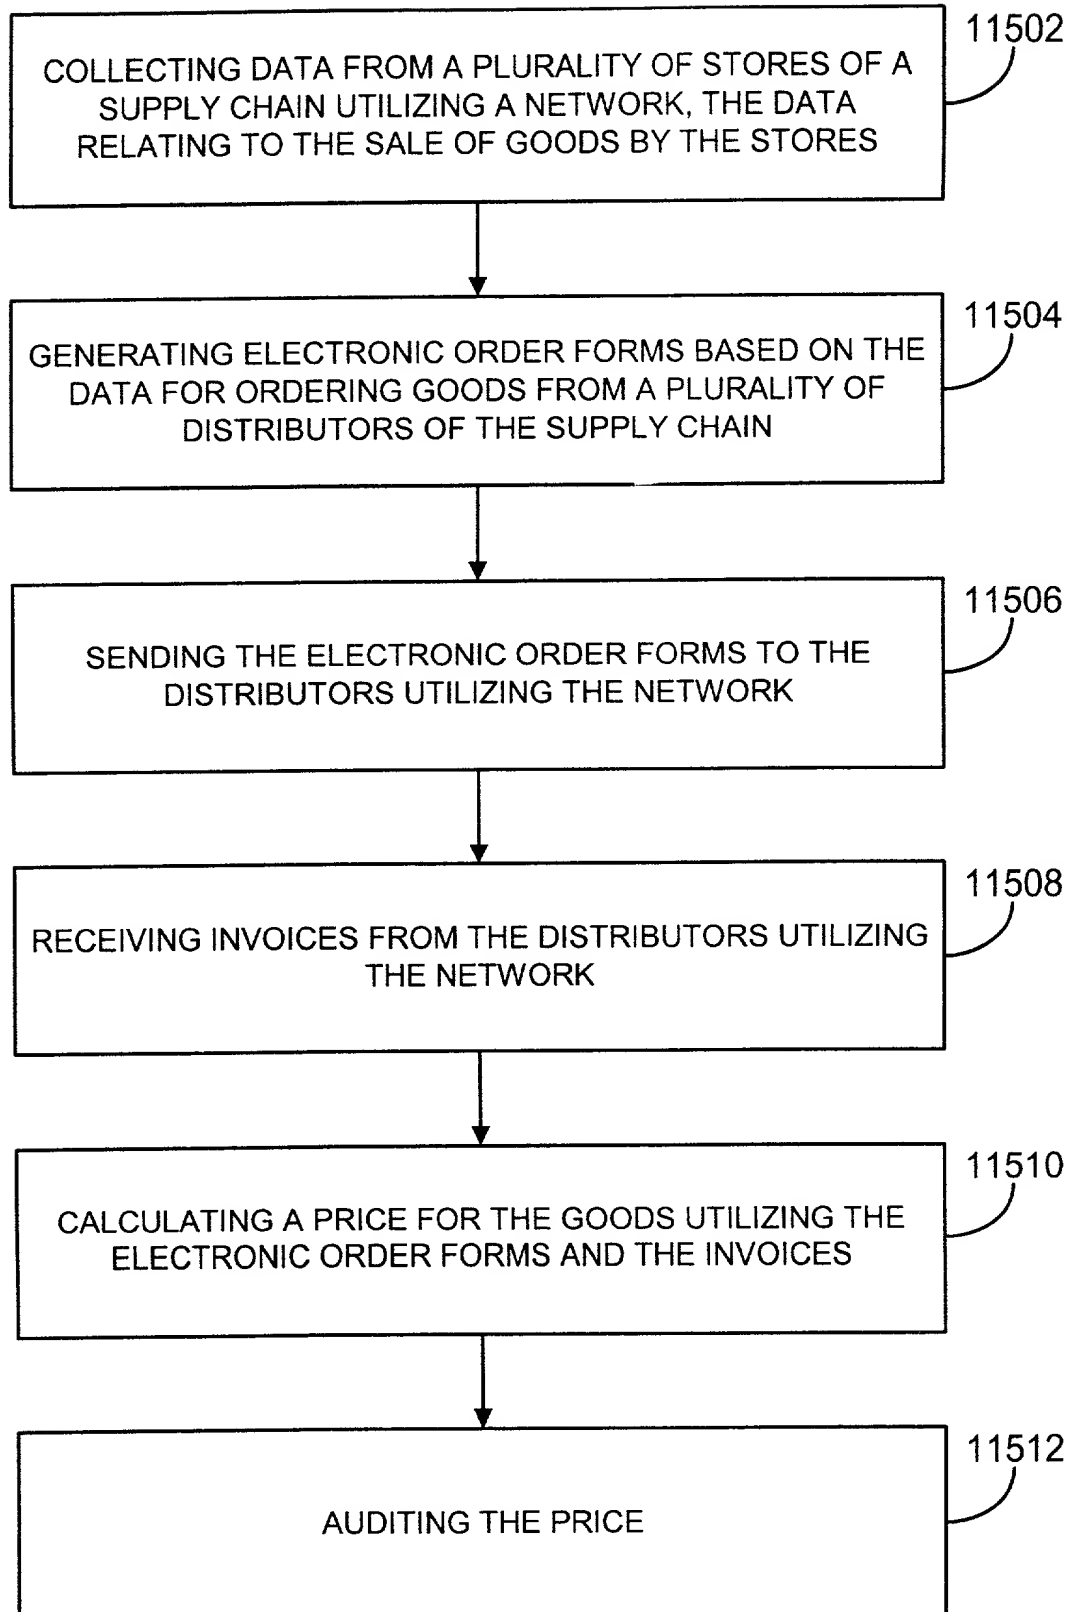 11502
COLLECTING DATA FROM A PLURALITY OF STORES OF A
SUPPLY CHAIN UTILIZING A NETWORK, THE DATA
RELATING TO THE SALE OF GOODS BY THE STORES
11504
GENERATING ELECTRONIC ORDER FORMS BASED ON THE
DATA FOR ORDERING GOODS FROM A PLURALITY OF
DISTRIBUTORS OF THE SUPPLY CHAIN
11506
SENDING THE ELECTRONIC ORDER FORMS TO THE
DISTRIBUTORS UTILIZING THE NETWORK
11508
RECEIVING INVOICES FROM THE DISTRIBUTORS UTILIZING
THE NETWORK
11510
CALCULATING A PRICE FOR THE GOODS UTILIZING THE
ELECTRONIC ORDER FORMS AND THE INVOICES
11512
AUDITING THE PRICE